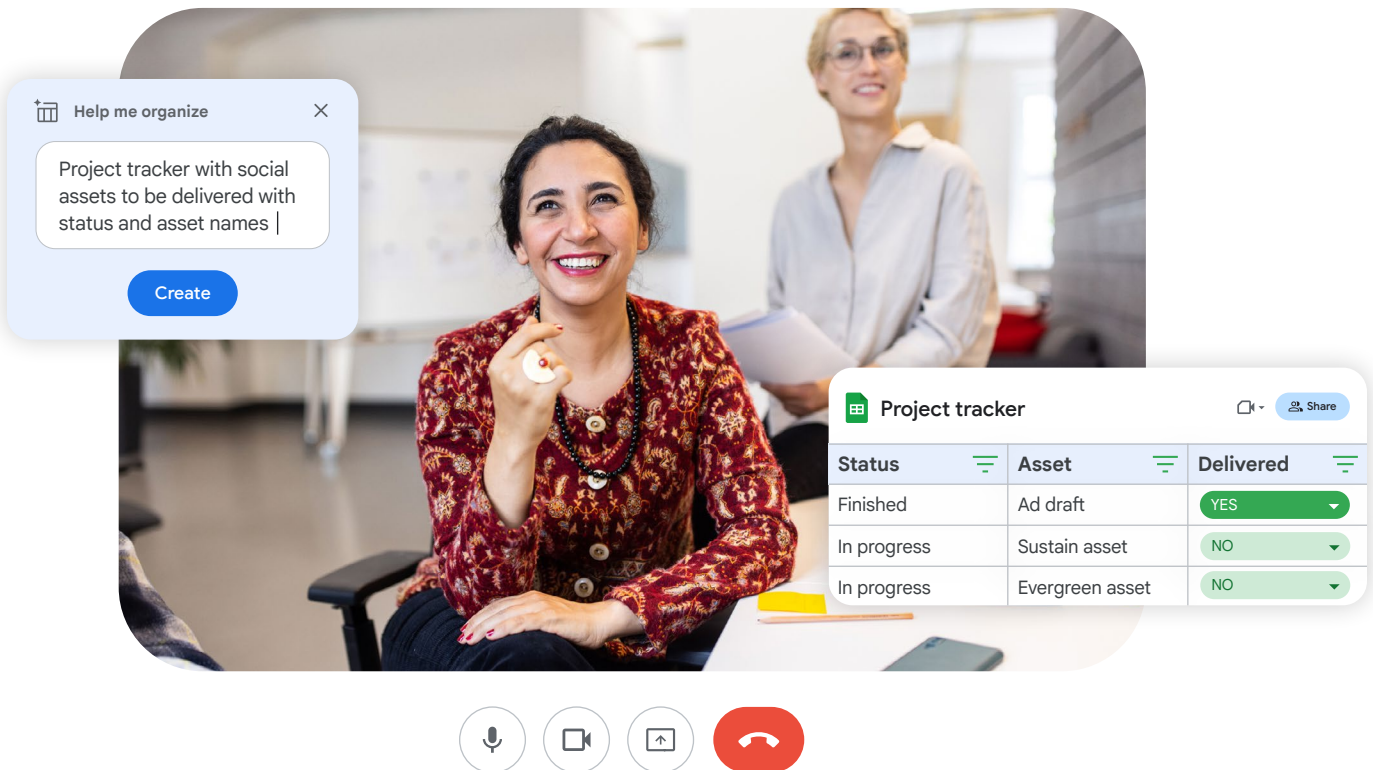 Help me organize
Project tracker with social
assets to be delivered with
status and asset names
Create
Project tracker
Share
Status Asset Delivered
Finished Ad draft YES
In progress Sustain asset NO
In progress Evergreen asset NO